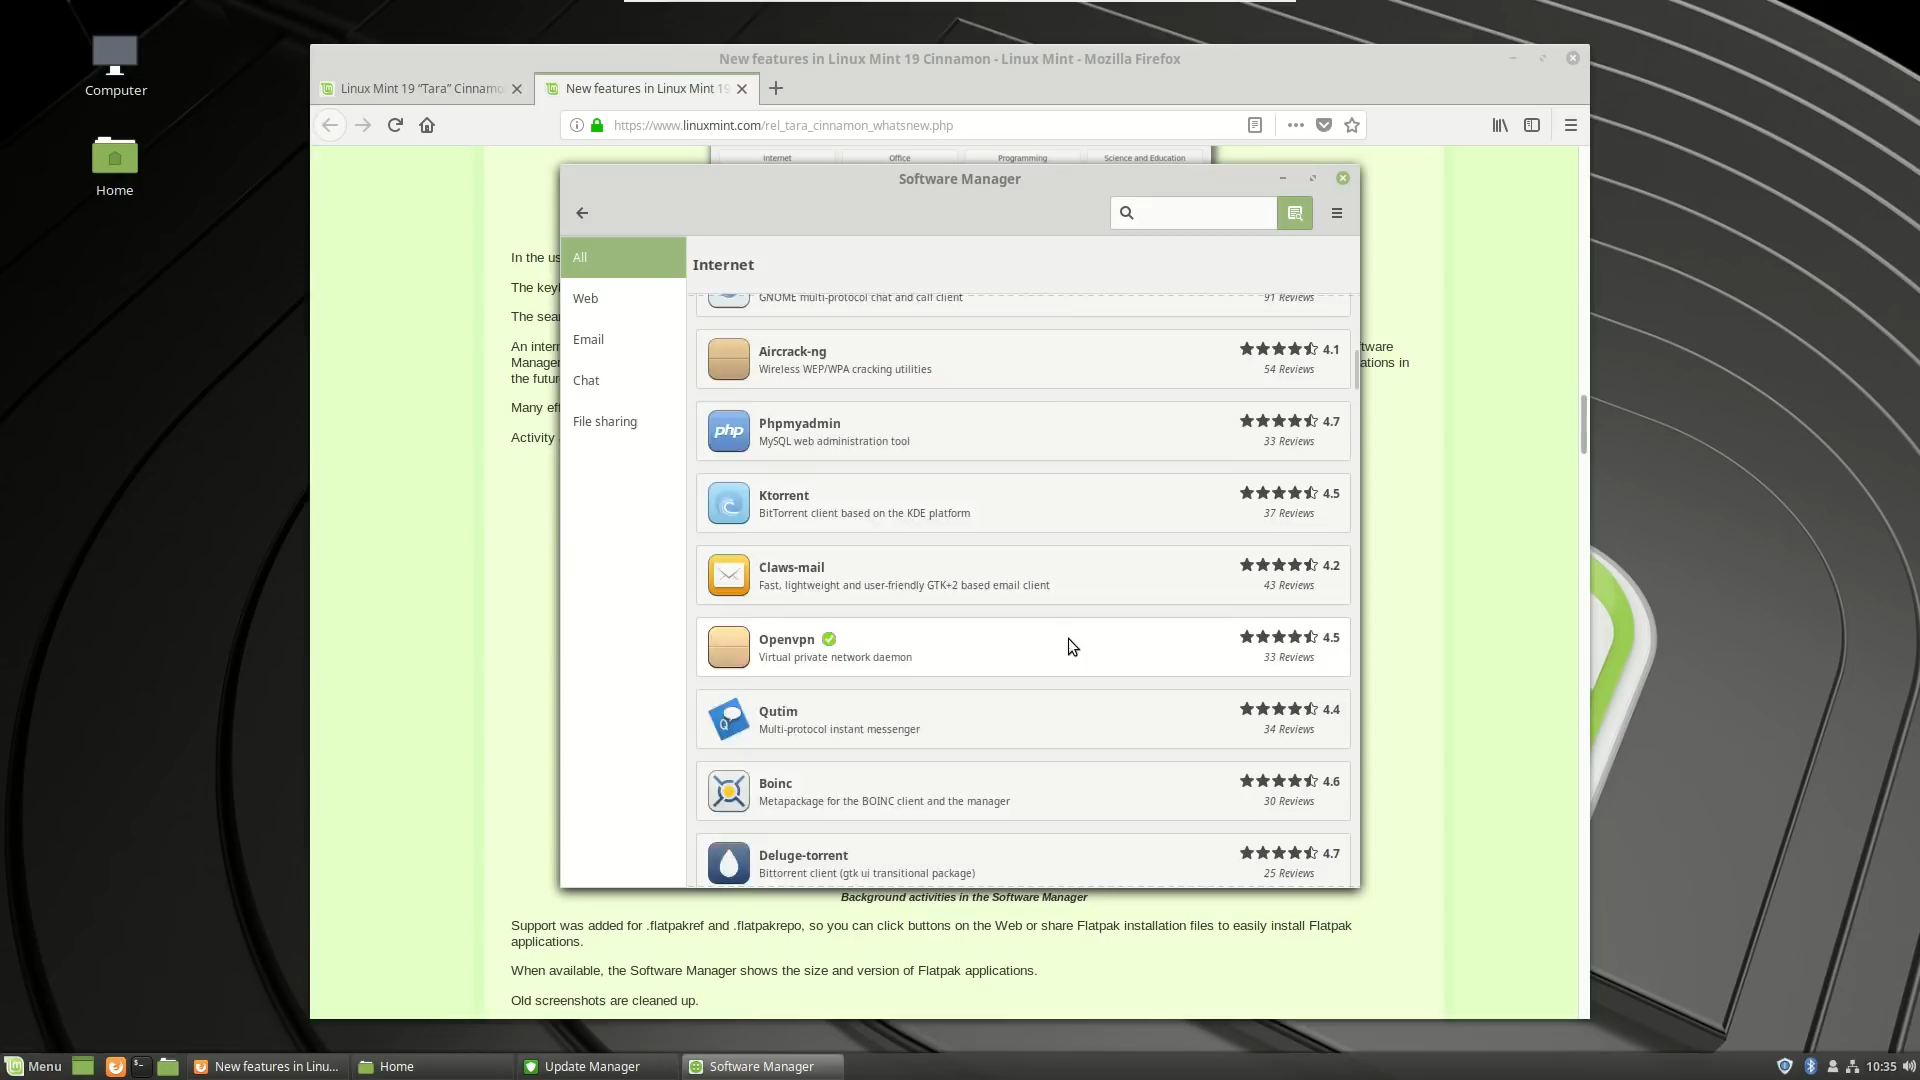 Computer
Home
New features in Linux Mint 19 Cinnamon - Linux Mint - Mozilla Firefox
Linux Mint 19 “Tara” Cinnamo
New features in Linux Mint 19
https://www.linuxmint.com/rel_tara_cinnamon_whatsnew.php
Internet
Office
Programming
Science and Education
Software Manager
All
Web
Email
Chat
File sharing
Internet
GNOME multi-protocol chat and call client
91 Reviews
Aircrack-ng
4.1
Wireless WEP/WPA cracking utilities
54 Reviews
php
Phpmyadmin
4.7
MySQL web administration tool
33 Reviews
Ktorrent
4.5
BitTorrent client based on the KDE platform
37 Reviews
Claws-mail
4.2
Fast, lightweight and user-friendly GTK+2 based email client
43 Reviews
Openvpn
4.5
Virtual private network daemon
33 Reviews
Qutim
4.4
Multi-protocol instant messenger
34 Reviews
Boinc
4.6
Metapackage for the BOINC client and the manager
30 Reviews
Deluge-torrent
4.7
Bittorrent client (gtk ui transitional package)
25 Reviews
In the us
The key
The sea
An inter
tware
Manager
ations in
the futur
Many ef
Activity
Background activities in the Software Manager
Support was added for .flatpakref and .flatpakrepo, so you can click buttons on the Web or share Flatpak installation files to easily install Flatpak
applications.
When available, the Software Manager shows the size and version of Flatpak applications.
Old screenshots are cleaned up.
Menu
New features in Linu...
Home
Update Manager
Software Manager
10:35